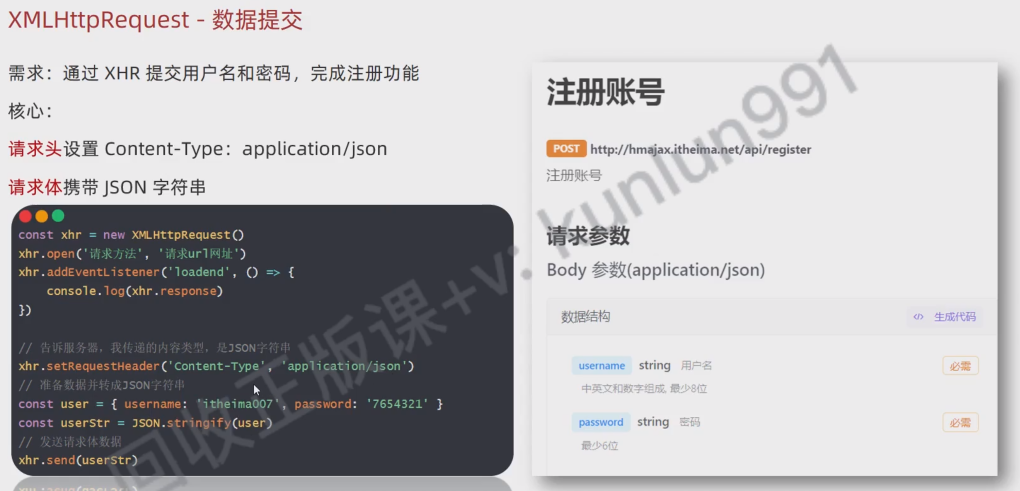 XMLHttpRequest - 数据提交
需求：通过 XHR 提交用户名和密码，完成注册功能
核心：
请求头设置 Content-Type：application/json
请求体携带 JSON 字符串
const xhr = new XMLHttpRequest()
xhr.open('请求方法', '请求url网址')
xhr.addEventListener('loadend', () => {
console.log(xhr.response)
})
// 告诉服务器，我传递的内容类型，是JSON字符串
xhr.setRequestHeader('Content-Type', 'application/json')
// 准备数据并转成JSON字符串
const user = { username: 'itheima007', password: '7654321' }
const userStr = JSON.stringify(user)
// 发送请求体数据
xhr.send(userStr)
注册账号
POST http://hmajax.itheima.net/api/register
注册账号
请求参数
Body 参数(application/json)
数据结构
</> 生成代码
username string 用户名 必需
中英文和数字组成, 最少8位
password string 密码 必需
最少6位
回收正版课+v: kunlun991